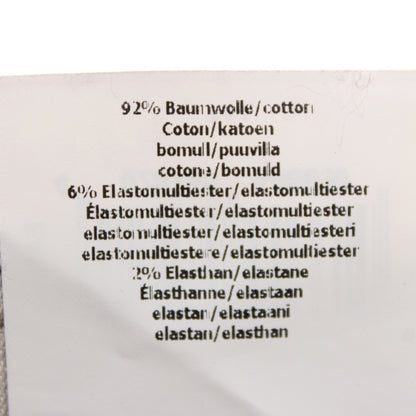 92% Baumwolle/cotton
Coton/katoen
bomull/puuvilla
cotone/bomuld
6% Elastomultiester/elastomultiester
Élastomultiester/elastomultiester
elastomultiester/elastomultiesteri
elastomultiestere/elastomultiester
2% Elasthan/elastane
Élasthanne/elastaan
elastan/elastaani
elastan/elasthan